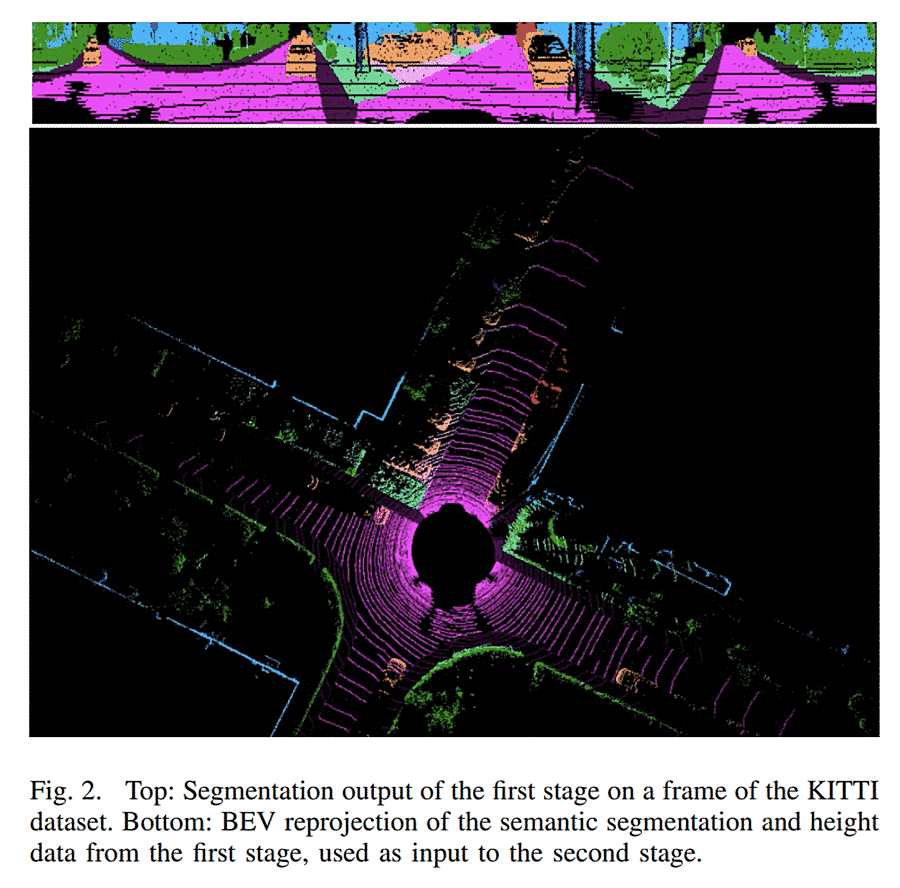 Fig. 2. Top: Segmentation output of the first stage on a frame of the KITTI
dataset. Bottom: BEV reprojection of the semantic segmentation and height
data from the first stage, used as input to the second stage.